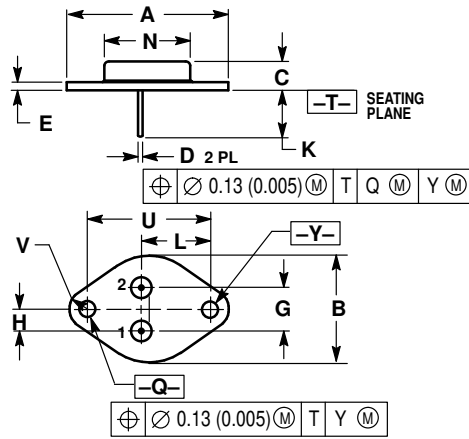 A
N
C
E
–T– SEATING
PLANE
K
D 2 PL
⌖ ∅ 0.13 (0.005) Ⓜ T Q Ⓜ Y Ⓜ
U
L
V
–Y–
2
H
G
B
1
–Q–
⌖ ∅ 0.13 (0.005) Ⓜ T Y Ⓜ